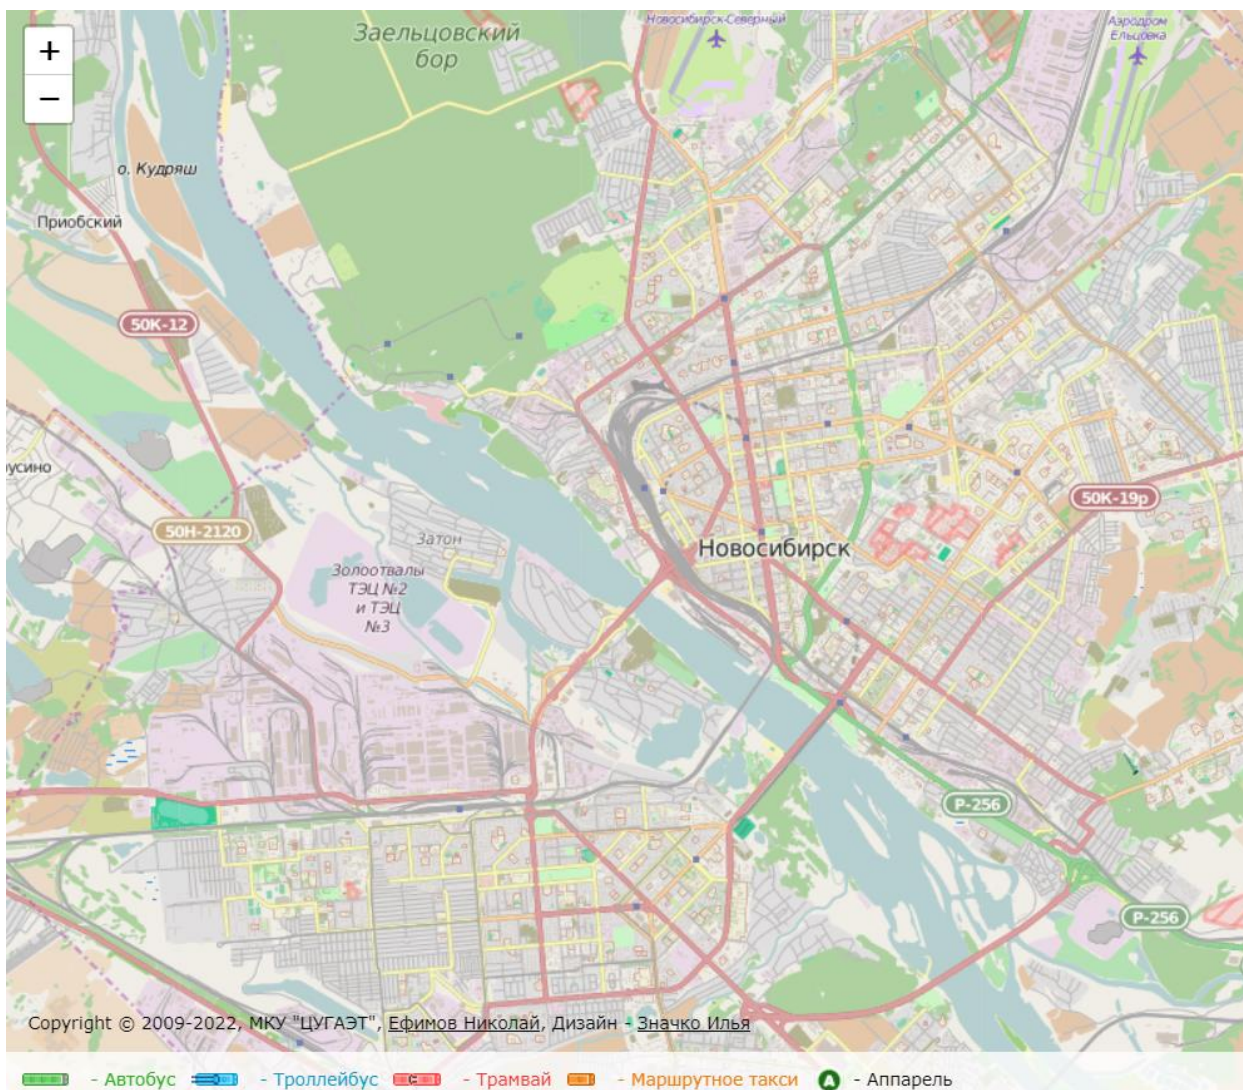 Новосибирск-Северный
Аэродром
Ельцовка
Заельцовский
бор
+
−
о. Кудряш
Приобский
50К-12
усино
50К-19р
50Н-2120
Затон
Новосибирск
Золоотвалы
ТЭЦ №2
и ТЭЦ
№3
Р-256
Р-256
Copyright © 2009-2022, МКУ "ЦУГАЭТ", Ефимов Николай, Дизайн - Значко Илья
- Автобус - Троллейбус - Трамвай - Маршрутное такси A - Аппарель